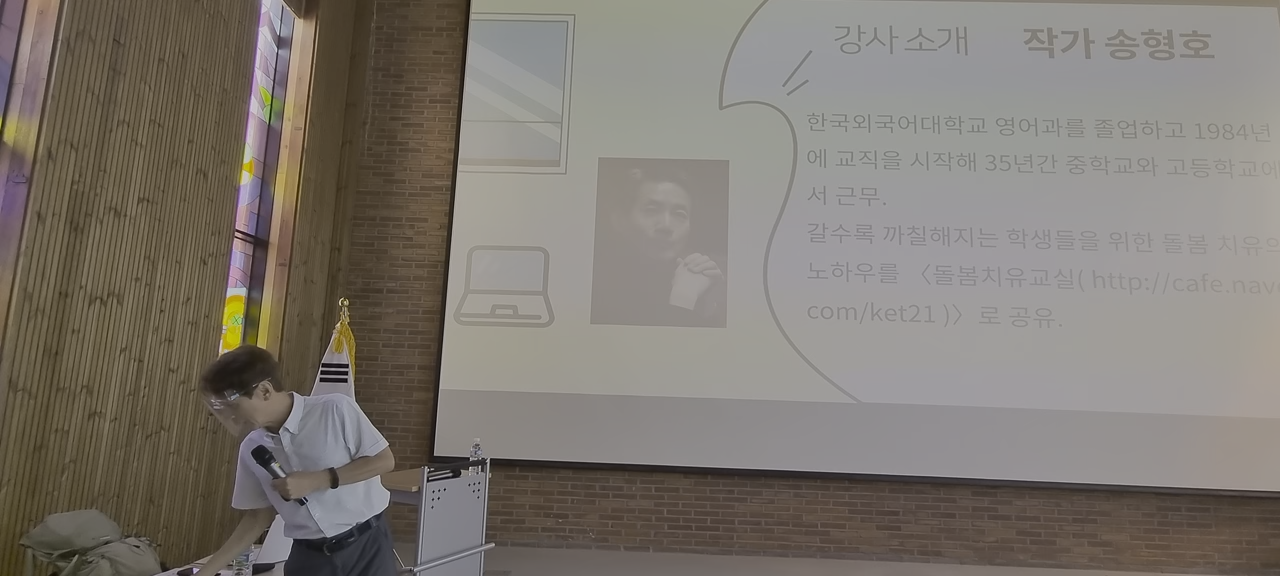 강사 소개 작가 송형호
한국외국어대학교 영어과를 졸업하고 1984년
에 교직을 시작해 35년간 중학교와 고등학교에
서 근무.
갈수록 까칠해지는 학생들을 위한 돌봄 치유의
노하우를 〈돌봄치유교실( http://cafe.nave
com/ket21 )〉로 공유.